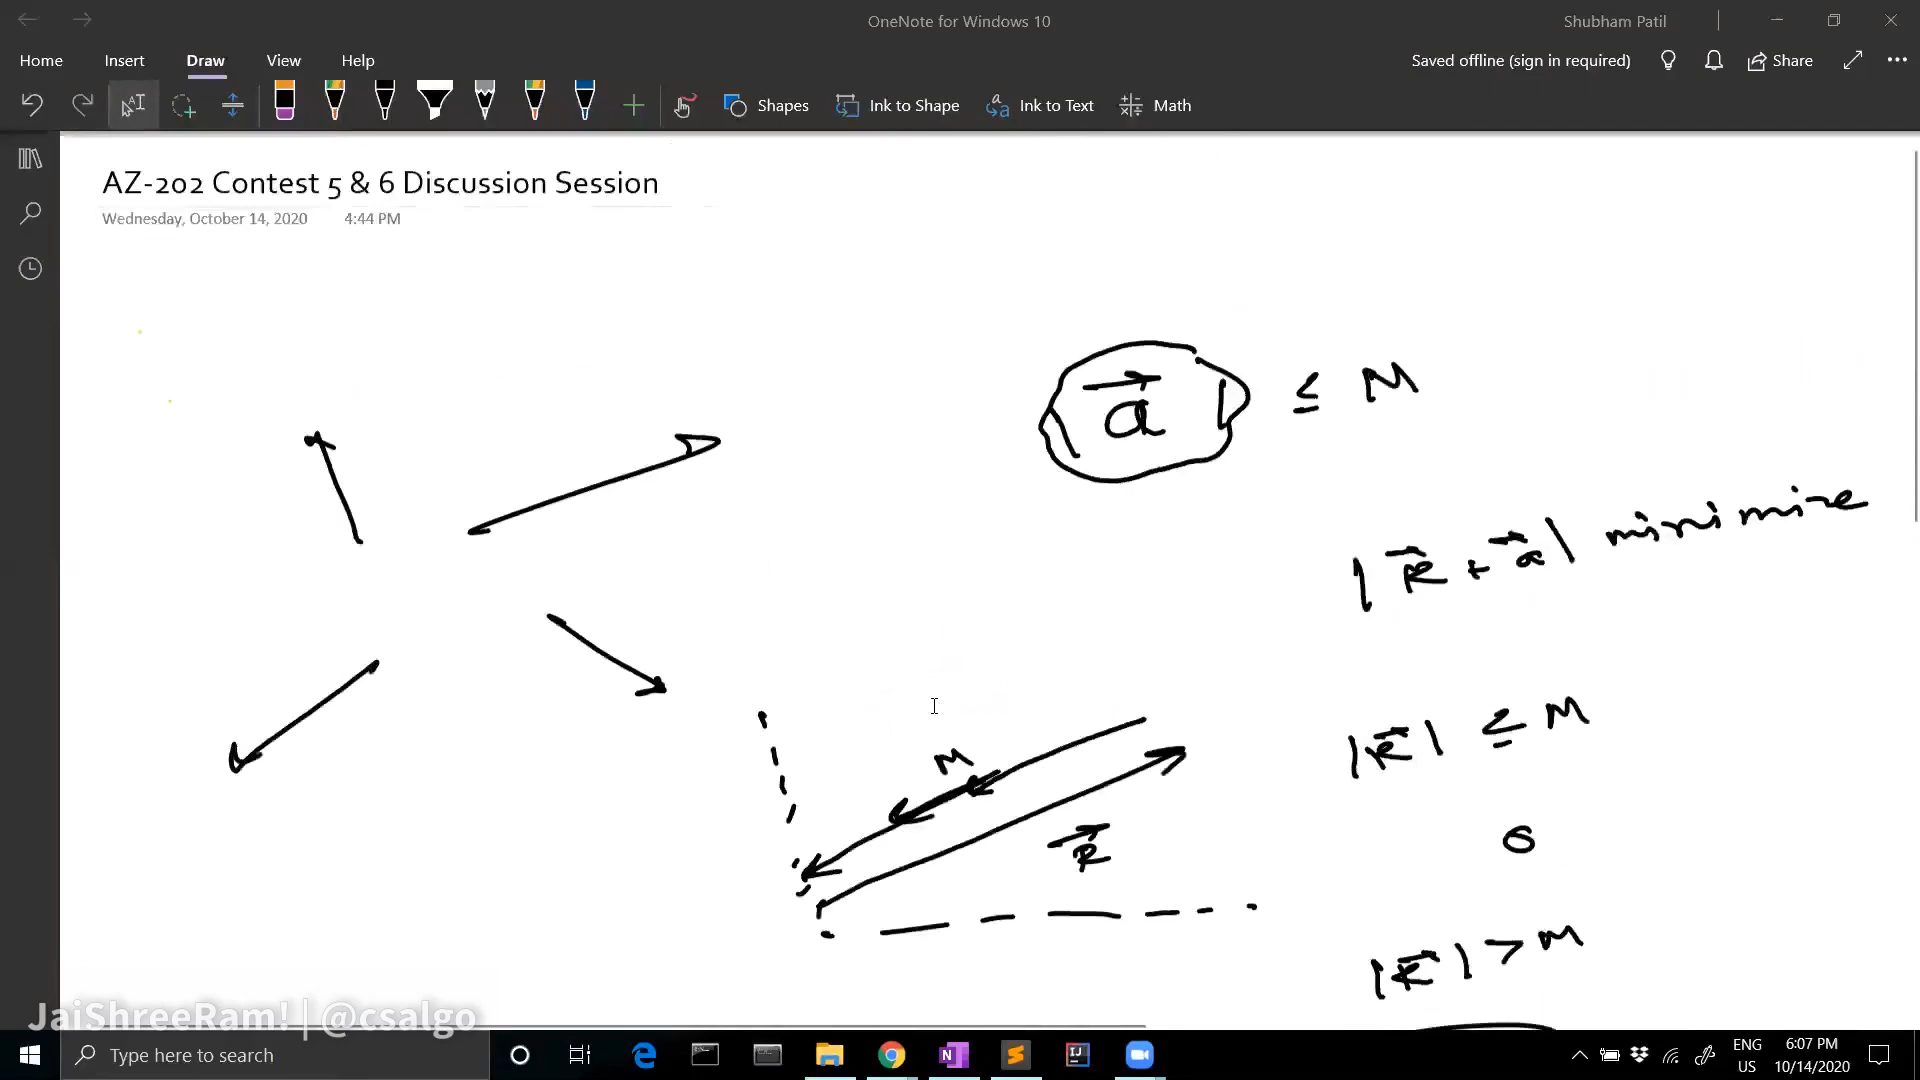 OneNote for Windows 10
Shubham Patil
Home Insert Draw View Help
Saved offline (sign in required)
Share
Shapes
Ink to Shape
Ink to Text
Math
AZ-202 Contest 5 & 6 Discussion Session
Wednesday, October 14, 2020 4:44 PM
|a⃗| ≤ M
|R⃗ + a⃗| minimize
|R⃗| ≤ M
M
R⃗
0
|R⃗| > M
JaiShreeRam! | @csalgo
Type here to search
ENG
US
6:07 PM
10/14/2020